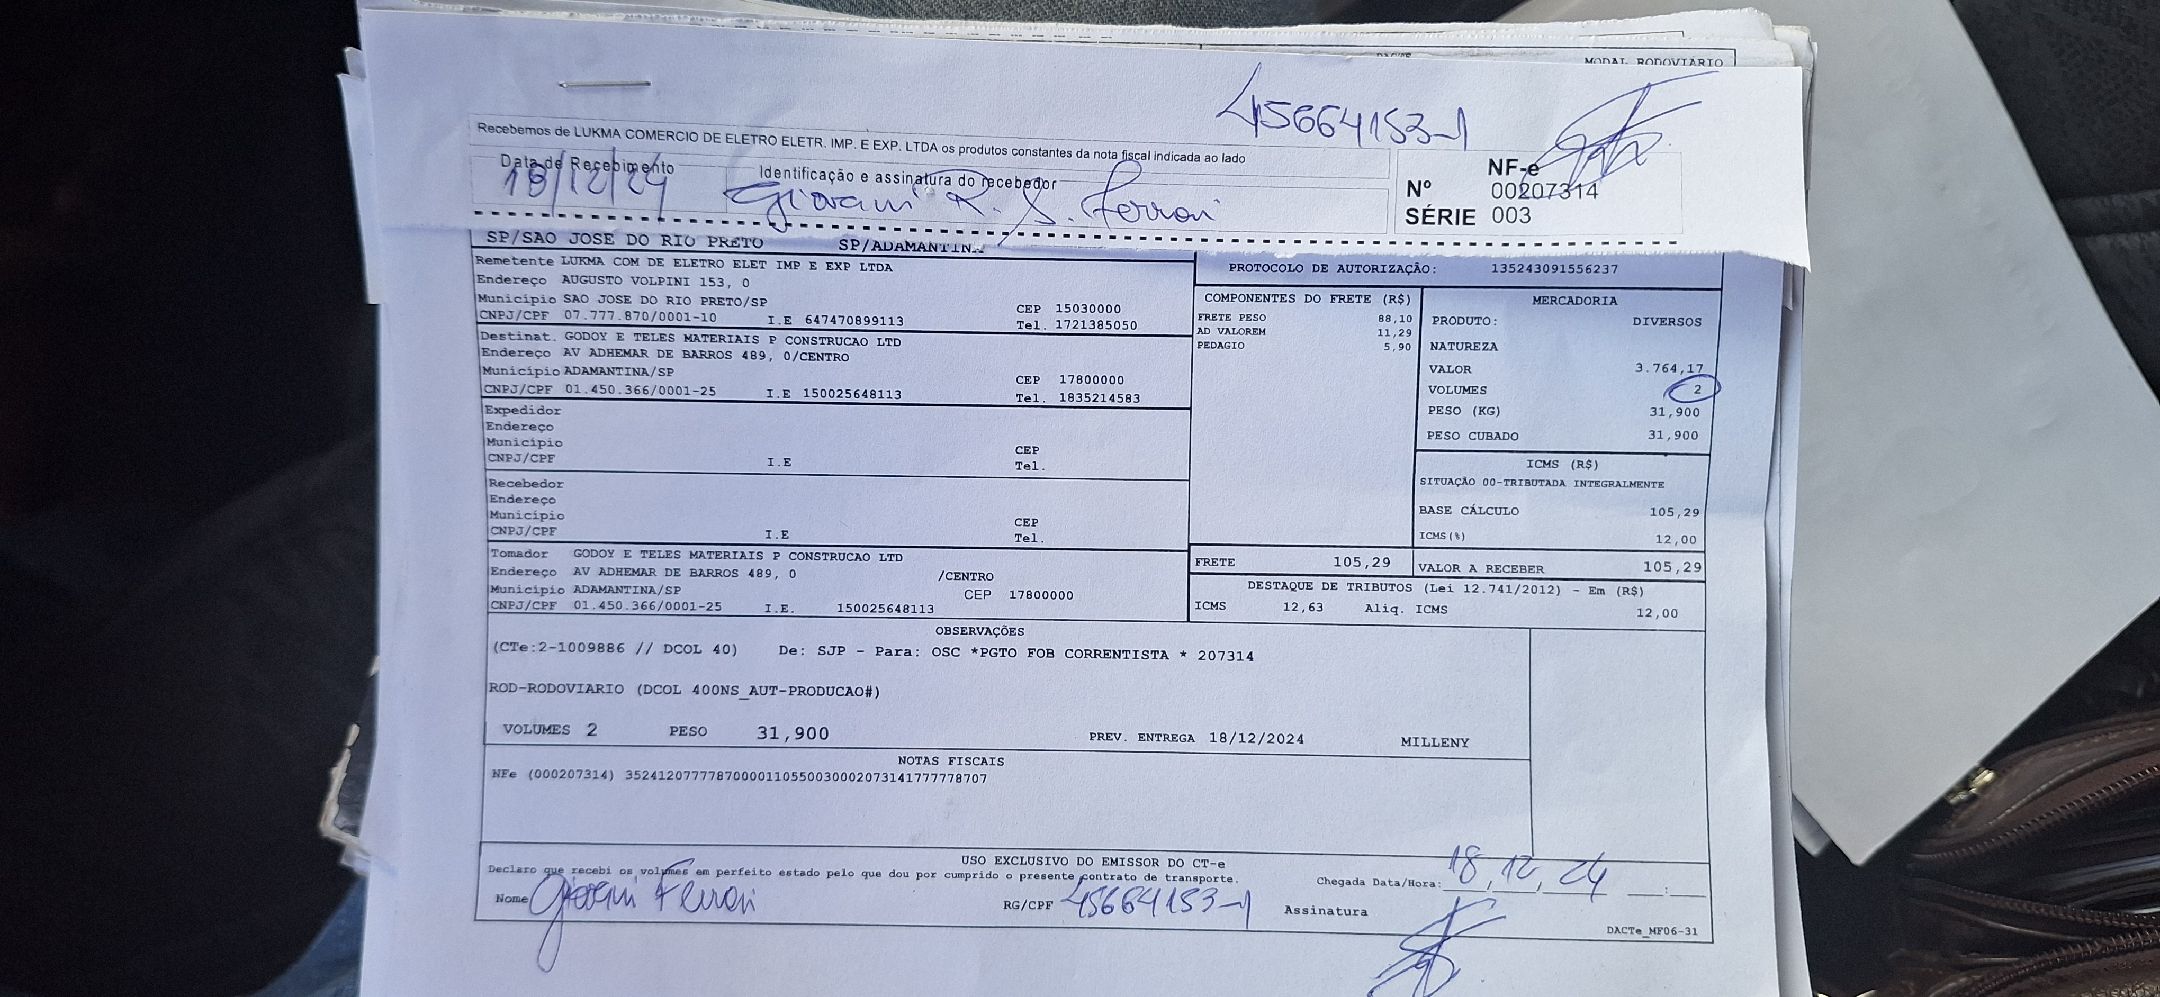 MODAL RODOVIARIO
45664153-1
Recebemos de LUKMA COMERCIO DE ELETRO ELETR. IMP. E EXP. LTDA os produtos constantes da nota fiscal indicada ao lado
Data de Recebimento Identificação e assinatura do recebedor
18/12/24 Giovani R. S. Ferrari
NF-e
Nº 00207314
SÉRIE 003
SP/SAO JOSE DO RIO PRETO SP/ADAMANTINA
Remetente LUKMA COM DE ELETRO ELET IMP E EXP LTDA
Endereço AUGUSTO VOLPINI 153, 0
Município SAO JOSE DO RIO PRETO/SP CEP 15030000
CNPJ/CPF 07.777.870/0001-10 I.E 647470899113 Tel. 1721385050
Destinat. GODOY E TELES MATERIAIS P CONSTRUCAO LTD
Endereço AV ADHEMAR DE BARROS 489, 0/CENTRO
Município ADAMANTINA/SP CEP 17800000
CNPJ/CPF 01.450.366/0001-25 I.E 150025648113 Tel. 1835214583
Expedidor
Endereço
Município CEP
CNPJ/CPF I.E Tel.
Recebedor
Endereço
Município CEP
CNPJ/CPF I.E Tel.
Tomador GODOY E TELES MATERIAIS P CONSTRUCAO LTD
Endereço AV ADHEMAR DE BARROS 489, 0 /CENTRO
Município ADAMANTINA/SP CEP 17800000
CNPJ/CPF 01.450.366/0001-25 I.E. 150025648113
PROTOCOLO DE AUTORIZAÇÃO: 135243091556237
COMPONENTES DO FRETE (R$)
FRETE PESO 88,10
AD VALOREM 11,29
PEDAGIO 5,90
MERCADORIA
PRODUTO: DIVERSOS
NATUREZA
VALOR 3.764,17
VOLUMES 2
PESO (KG) 31,900
PESO CUBADO 31,900
ICMS (R$)
SITUAÇÃO 00-TRIBUTADA INTEGRALMENTE
BASE CÁLCULO 105,29
ICMS(%) 12,00
FRETE 105,29 VALOR A RECEBER 105,29
DESTAQUE DE TRIBUTOS (Lei 12.741/2012) - Em (R$)
ICMS 12,63 Aliq. ICMS 12,00
OBSERVAÇÕES
(CTe:2-1009886 // DCOL 40) De: SJP - Para: OSC *PGTO FOB CORRENTISTA * 207314
ROD-RODOVIARIO (DCOL 400NS_AUT-PRODUCAO#)
VOLUMES 2 PESO 31,900 PREV. ENTREGA 18/12/2024 MILLENY
NOTAS FISCAIS
NFe (000207314) 35241207777870000110550030002073141777778707
USO EXCLUSIVO DO EMISSOR DO CT-e
Declaro que recebi os volumes em perfeito estado pelo que dou por cumprido o presente contrato de transporte. Chegada Data/Hora: 18, 12, 24 :
Nome Giovani Ferrari RG/CPF 45664153-1 Assinatura
DACTe_MF06-31